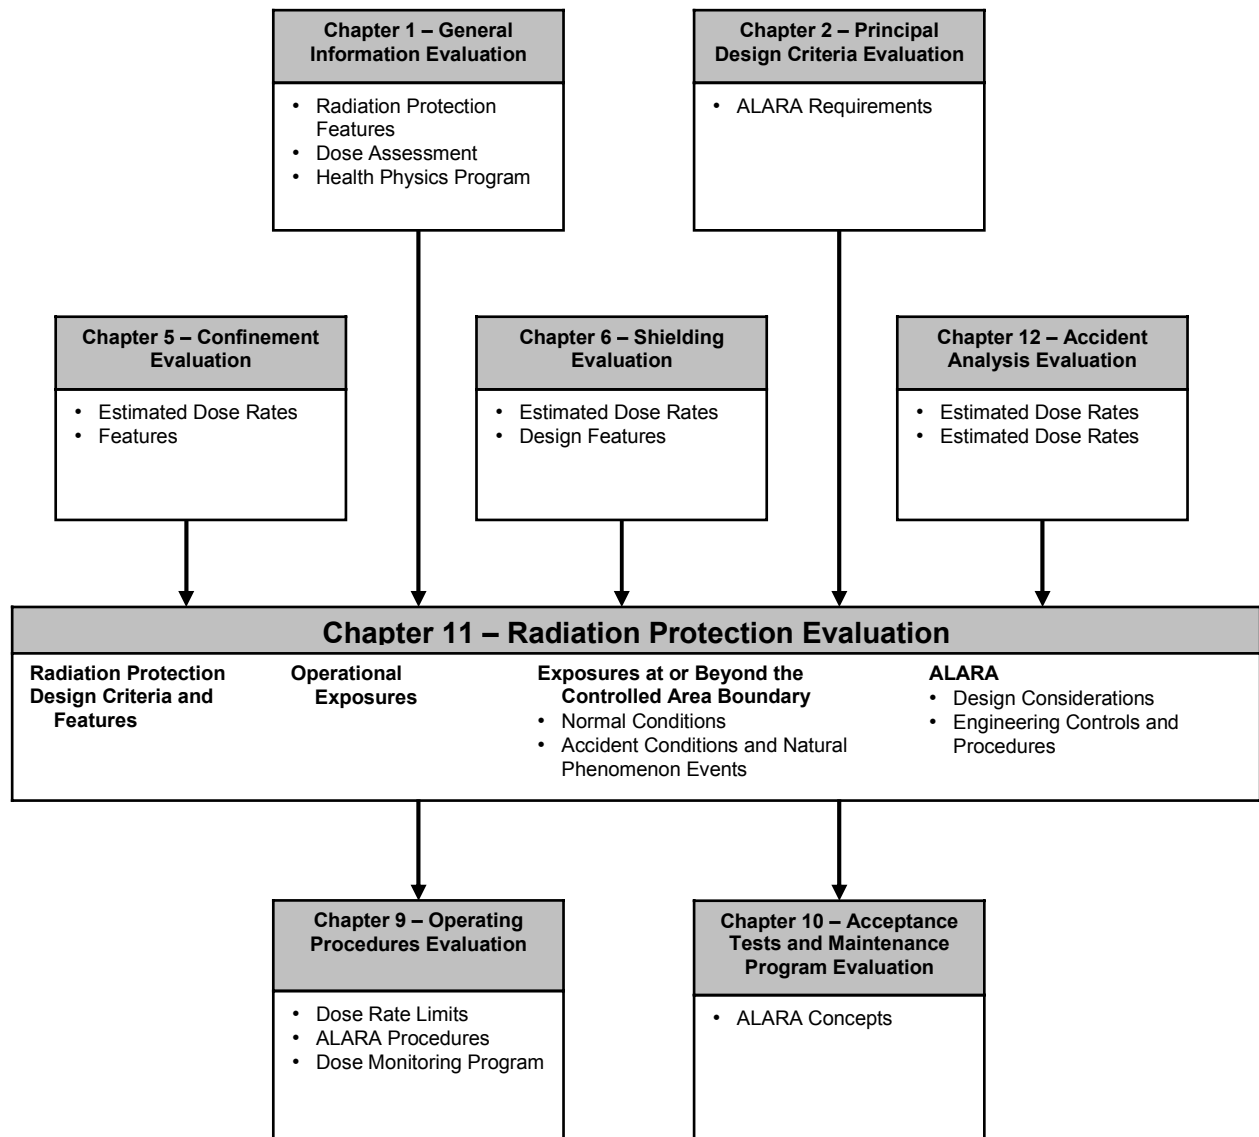 Chapter 1 – General
Information Evaluation
• Radiation Protection
Features
• Dose Assessment
• Health Physics Program
Chapter 2 – Principal
Design Criteria Evaluation
• ALARA Requirements
Chapter 5 – Confinement
Evaluation
• Estimated Dose Rates
• Features
Chapter 6 – Shielding
Evaluation
• Estimated Dose Rates
• Design Features
Chapter 12 – Accident
Analysis Evaluation
• Estimated Dose Rates
• Estimated Dose Rates
Chapter 11 – Radiation Protection Evaluation
Radiation Protection
Design Criteria and
Features
Operational
Exposures
Exposures at or Beyond the
Controlled Area Boundary
• Normal Conditions
• Accident Conditions and Natural
Phenomenon Events
ALARA
• Design Considerations
• Engineering Controls and
Procedures
Chapter 9 – Operating
Procedures Evaluation
• Dose Rate Limits
• ALARA Procedures
• Dose Monitoring Program
Chapter 10 – Acceptance
Tests and Maintenance
Program Evaluation
• ALARA Concepts